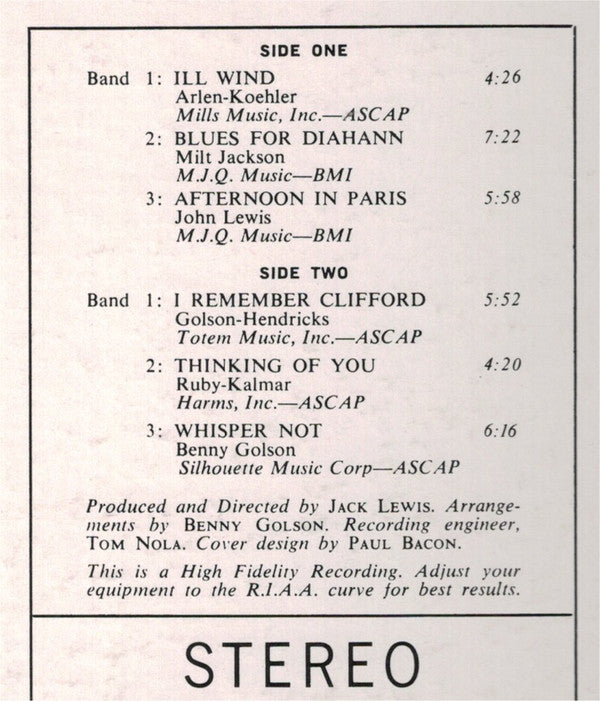 SIDE ONE
Band 1: ILL WIND 4:26
Arlen-Koehler
Mills Music, Inc.—ASCAP
2: BLUES FOR DIAHANN 7:22
Milt Jackson
M.J.Q. Music—BMI
3: AFTERNOON IN PARIS 5:58
John Lewis
M.J.Q. Music—BMI
SIDE TWO
Band 1: I REMEMBER CLIFFORD 5:52
Golson-Hendricks
Totem Music, Inc.—ASCAP
2: THINKING OF YOU 4:20
Ruby-Kalmar
Harms, Inc.—ASCAP
3: WHISPER NOT 6:16
Benny Golson
Silhouette Music Corp—ASCAP
Produced and Directed by JACK LEWIS. Arrange-
ments by BENNY GOLSON. Recording engineer,
TOM NOLA. Cover design by PAUL BACON.
This is a High Fidelity Recording. Adjust your
equipment to the R.I.A.A. curve for best results.
STEREO